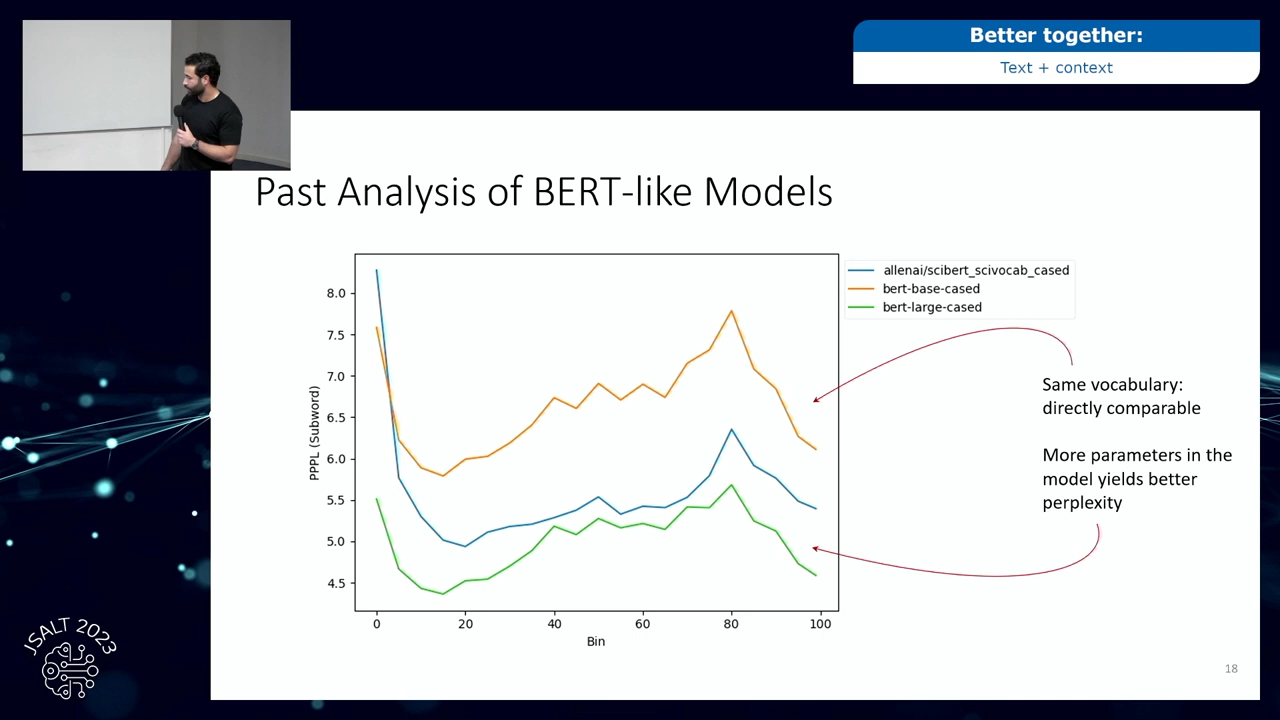 Better together:
Text + context
Past Analysis of BERT-like Models
allenai/scibert_scivocab_cased
bert-base-cased
bert-large-cased
8.0
7.5
7.0
6.5
6.0
5.5
5.0
4.5
PPPL (Subword)
0 20 40 60 80 100
Bin
Same vocabulary:
directly comparable
More parameters in the
model yields better
perplexity
18
JSALT 2023